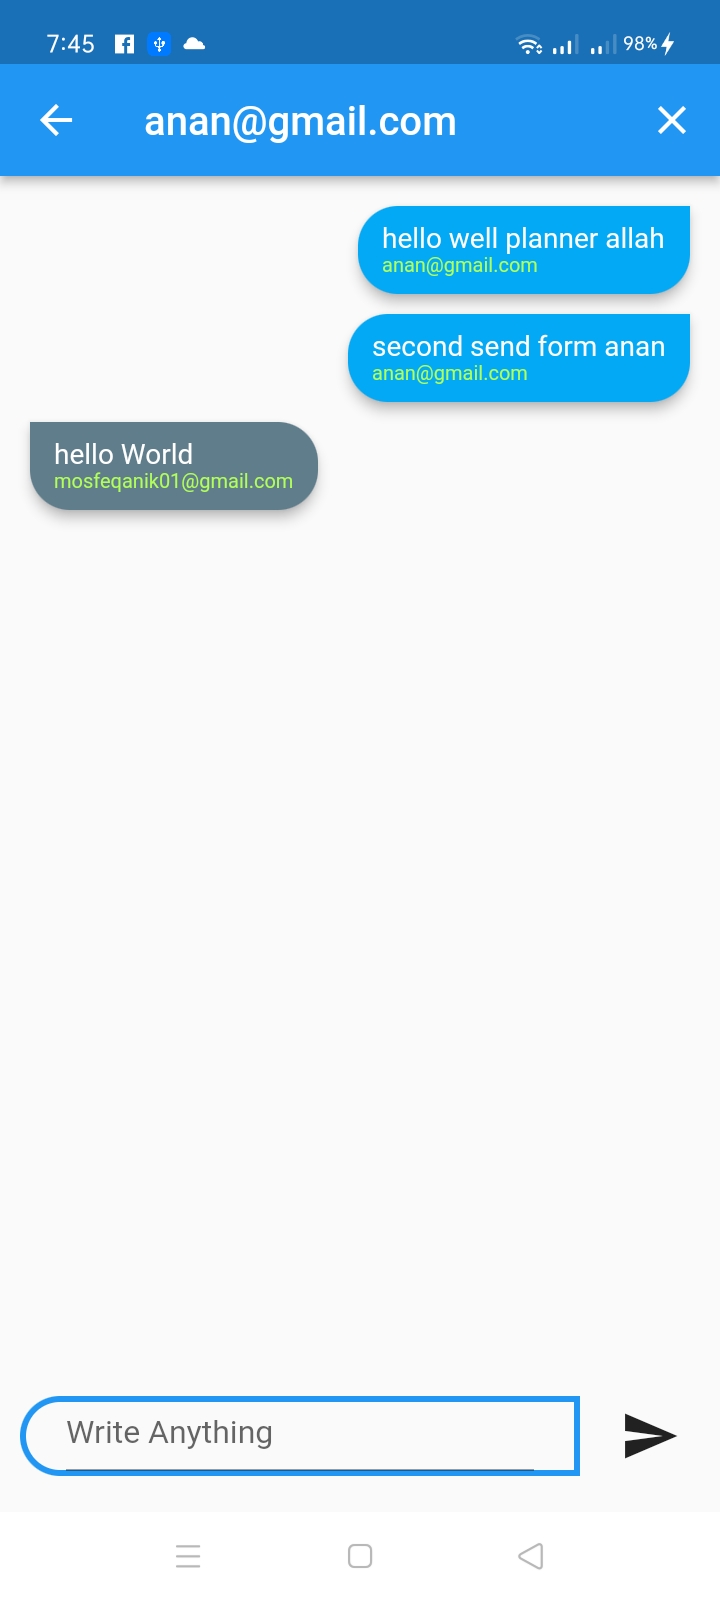 7:45 98%
anan@gmail.com
hello well planner allah
anan@gmail.com
second send form anan
anan@gmail.com
hello World
mosfeqanik01@gmail.com
Write Anything